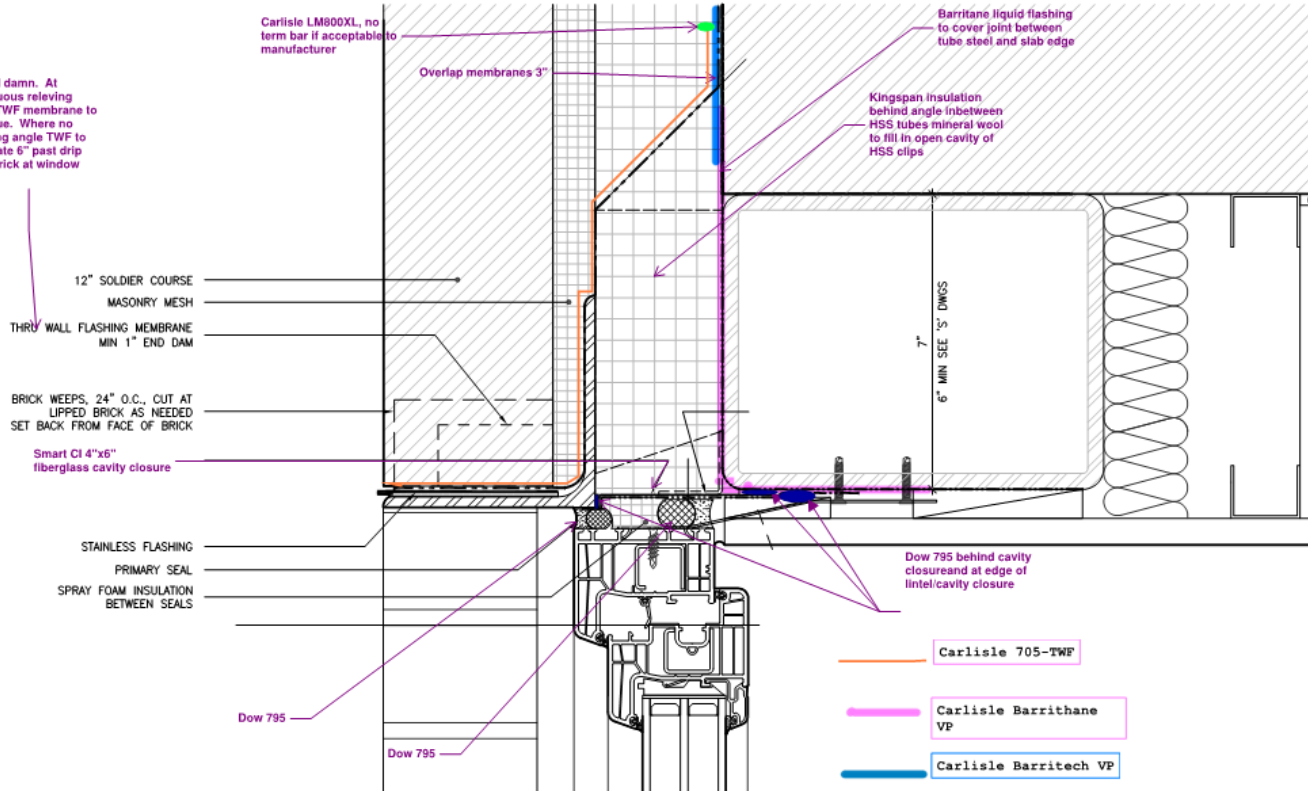 Carlisle LM800XL, no
term bar if acceptable to
manufacturer
Barritane liquid flashing
to cover joint between
tube steel and slab edge
Overlap membranes 3"
damn. At
uous releving
TWF membrane to
ue. Where no
ng angle TWF to
ate 6" past drip
rick at window
Kingspan insulation
behind angle inbetween
HSS tubes mineral wool
to fill in open cavity of
HSS clips
12" SOLDIER COURSE
MASONRY MESH
THRU WALL FLASHING MEMBRANE
MIN 1" END DAM
7"
6" MIN SEE 'S' DWGS
BRICK WEEPS, 24" O.C., CUT AT
LIPPED BRICK AS NEEDED
SET BACK FROM FACE OF BRICK
Smart CI 4"x6"
fiberglass cavity closure
STAINLESS FLASHING
PRIMARY SEAL
SPRAY FOAM INSULATION
BETWEEN SEALS
Dow 795 behind cavity
closureand at edge of
lintel/cavity closure
Dow 795
Dow 795
Carlisle 705-TWF
Carlisle Barrithane
VP
Carlisle Barritech VP